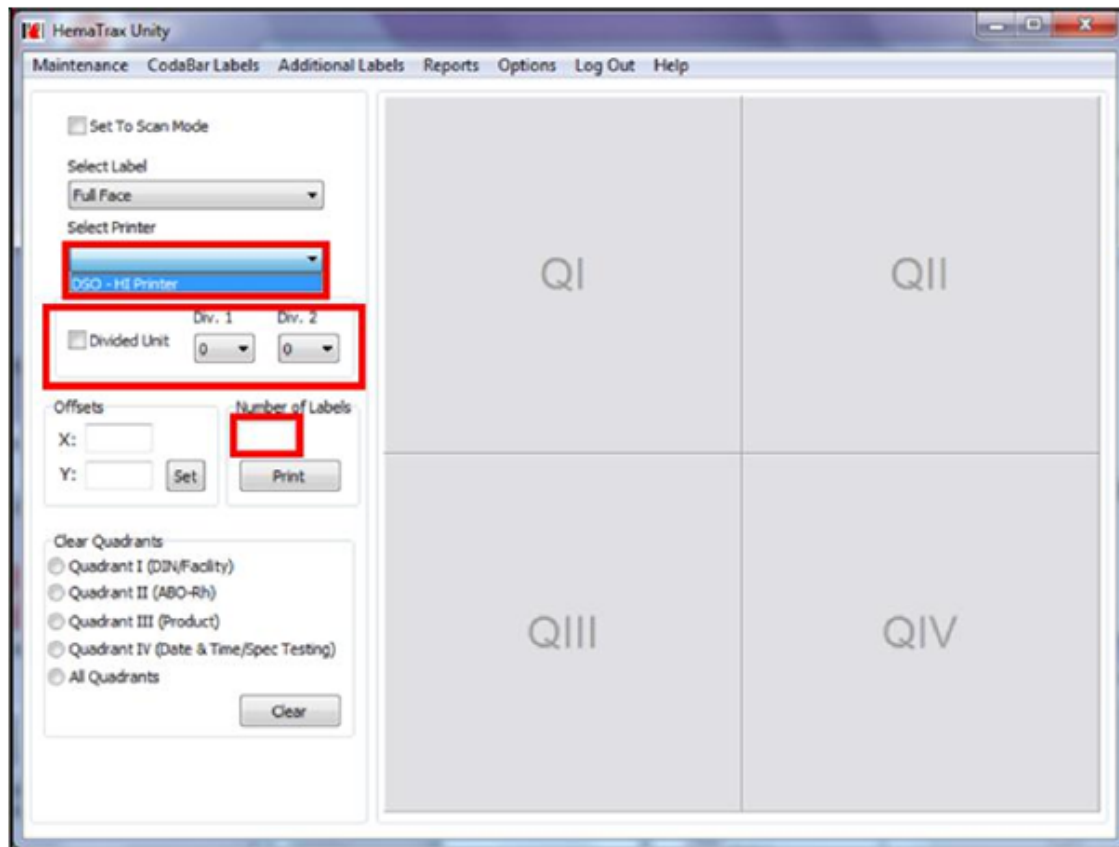 HemaTrax Unity
Maintenance CodaBar Labels Additional Labels Reports Options Log Out Help
Set To Scan Mode
Select Label
Full Face
Select Printer
DSO - HI Printer
Div. 1 Div. 2
Divided Unit 0 0
Offsets Number of Labels
X:
Y: Set Print
Clear Quadrants
Quadrant I (DIN/Facility)
Quadrant II (ABO-Rh)
Quadrant III (Product)
Quadrant IV (Date & Time/Spec Testing)
All Quadrants
Clear
QI QII
QIII QIV